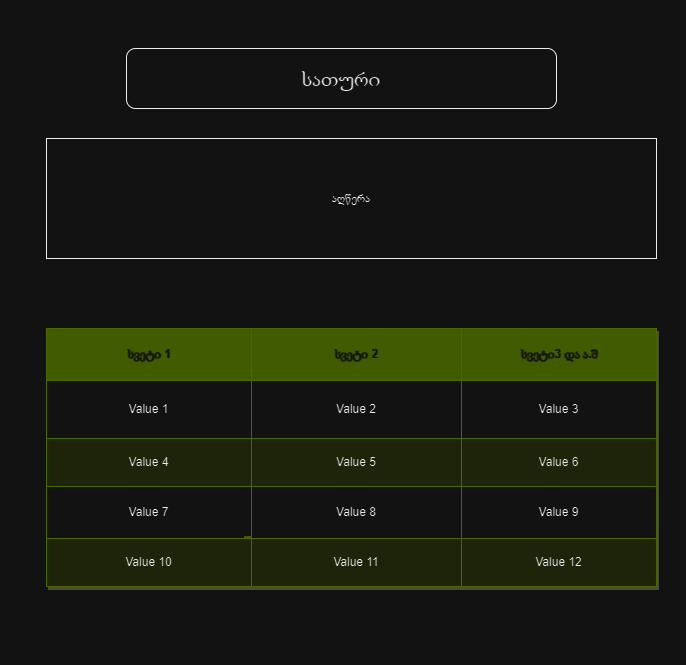 სათური
აღწერა
სვეტი 1 სვეტი 2 სვეტი3 და ა.შ
Value 1 Value 2 Value 3
Value 4 Value 5 Value 6
Value 7 Value 8 Value 9
Value 10 Value 11 Value 12